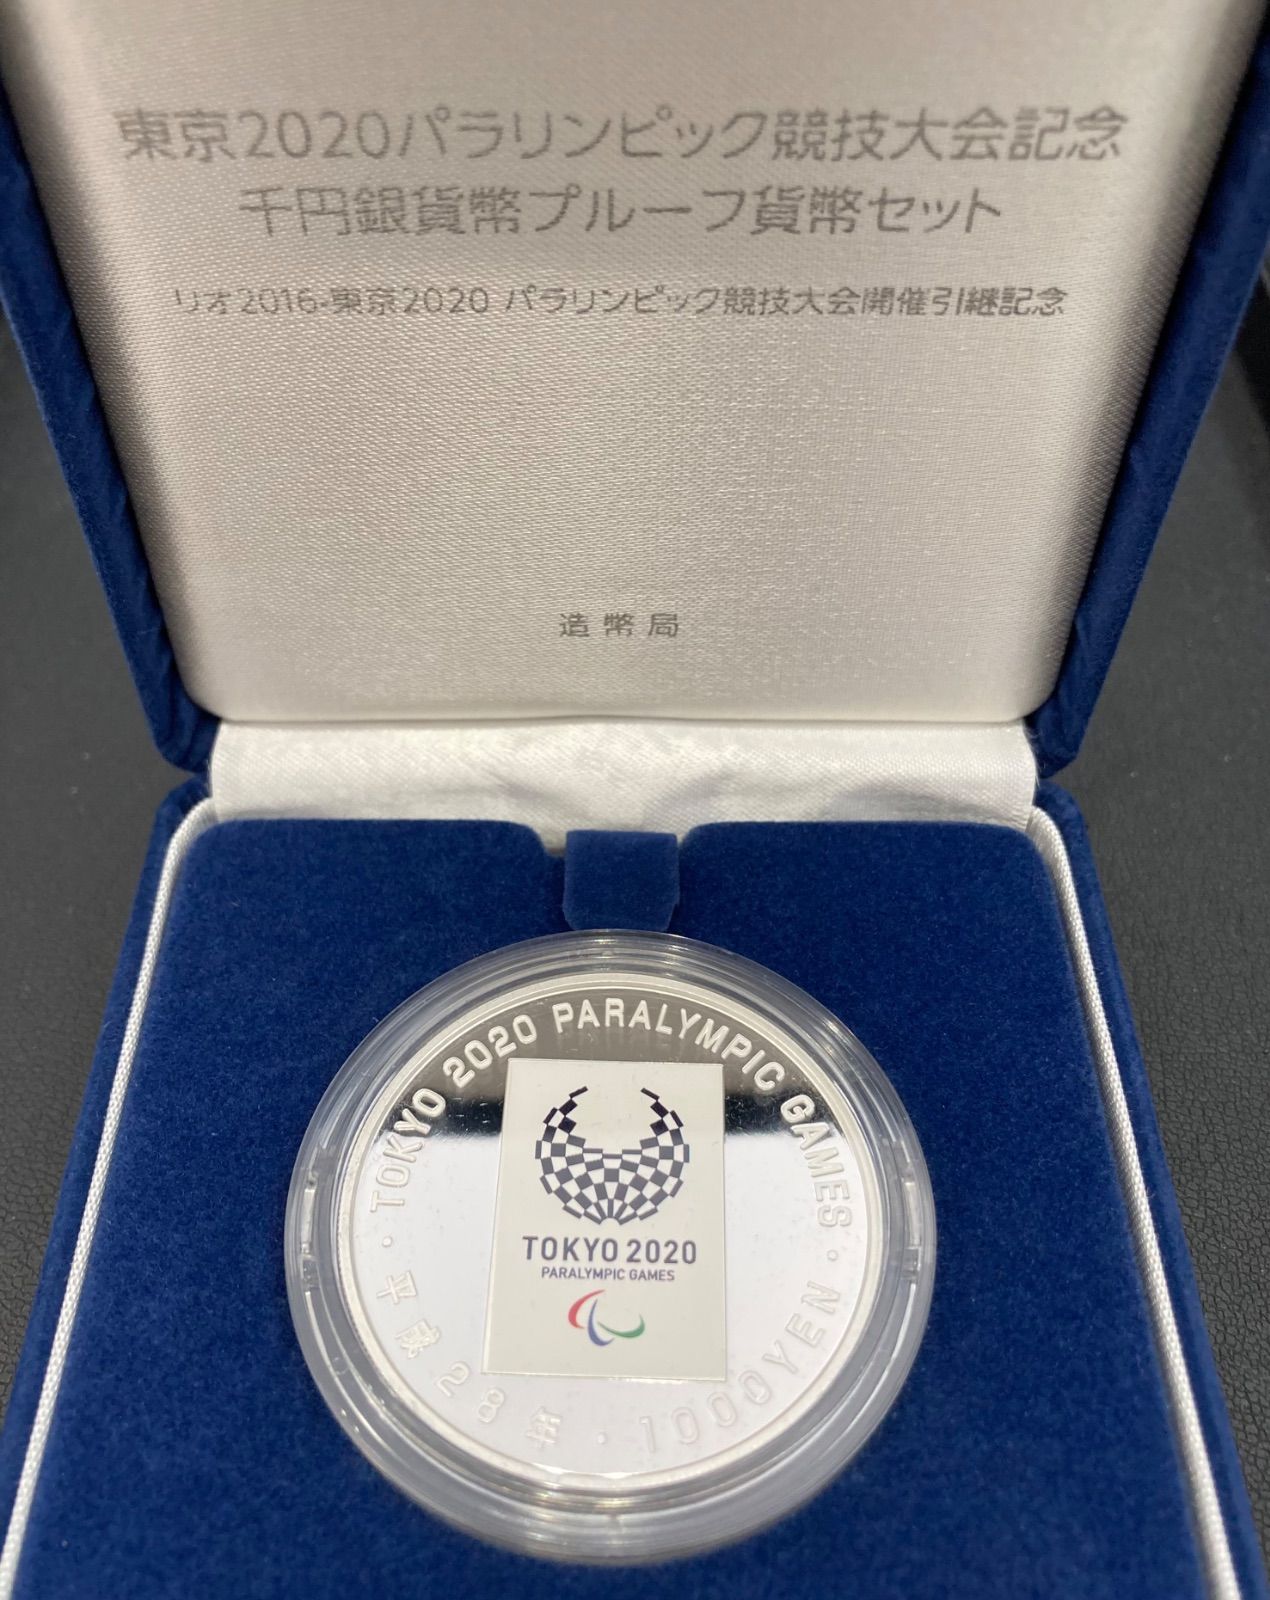 東京2020パラリンピック競技大会記念
千円銀貨幣プルーフ貨幣セット
リオ2016-東京2020 パラリンピック競技大会開催引継記念
造幣局
・TOKYO 2020 PARALYMPIC GAMES・
TOKYO 2020
PARALYMPIC GAMES
平成28年・1000YEN